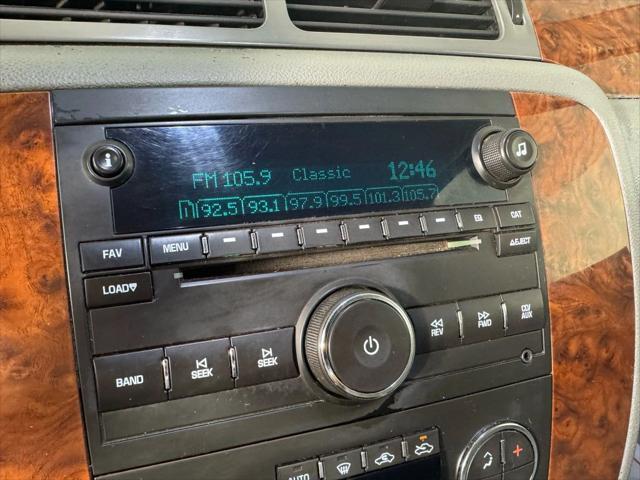 FM 105.9 Classic 12:46
92.5 93.1 97.9 99.5 101.3 105.7
FAV MENU EQ CAT
LOAD EJECT
REV FWD CD/AUX
BAND SEEK SEEK
AUTO